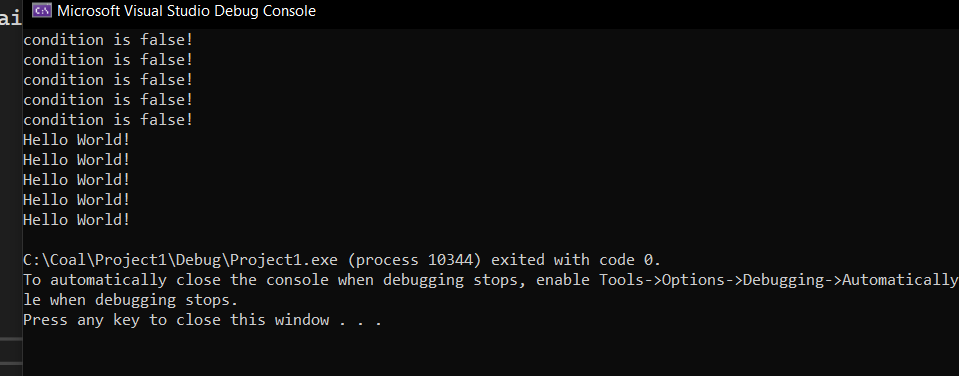 ai
Microsoft Visual Studio Debug Console
condition is false!
condition is false!
condition is false!
condition is false!
condition is false!
Hello World!
Hello World!
Hello World!
Hello World!
Hello World!
C:\Coal\Project1\Debug\Project1.exe (process 10344) exited with code 0.
To automatically close the console when debugging stops, enable Tools->Options->Debugging->Automatically
le when debugging stops.
Press any key to close this window . . .